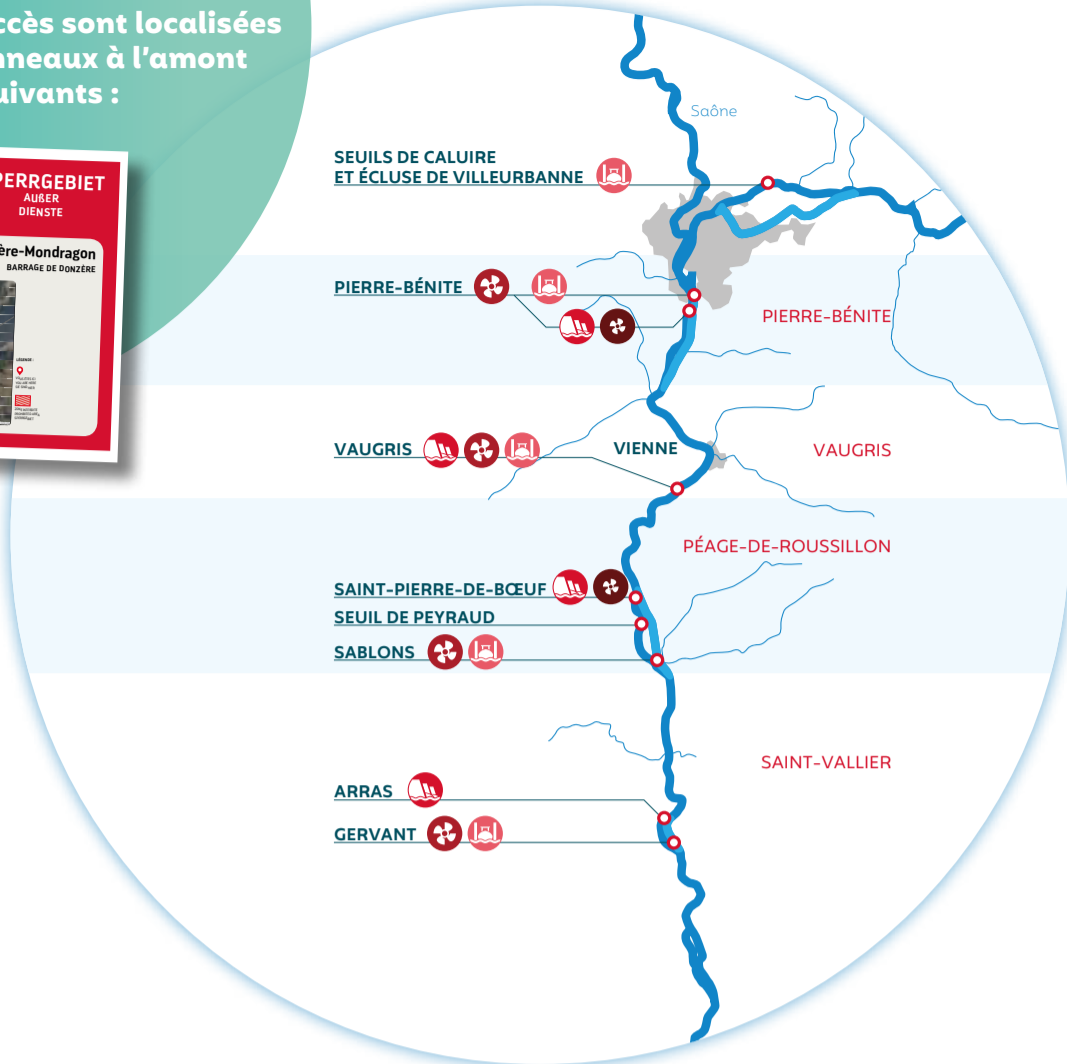 ccès sont localisées
nneaux à l'amont
uivants :
PERRGEBIET
AUßER
DIENSTE
ère-Mondragon
BARRAGE DE DONZÈRE
LÉGENDE :
Saône
SEUILS DE CALUIRE
ET ÉCLUSE DE VILLEURBANNE
PIERRE-BÉNITE
PIERRE-BÉNITE
VAUGRIS
VIENNE
VAUGRIS
PÉAGE-DE-ROUSSILLON
SAINT-PIERRE-DE-BŒUF
SEUIL DE PEYRAUD
SABLONS
SAINT-VALLIER
ARRAS
GERVANT